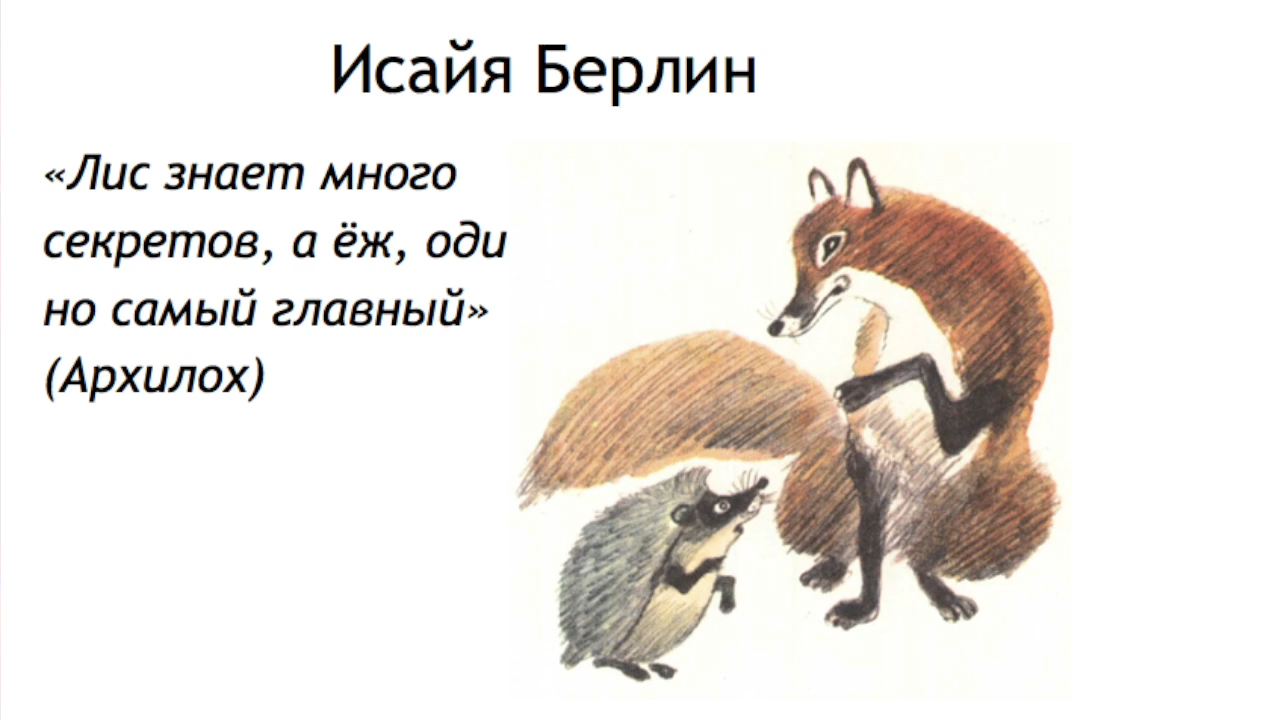 Исайя Берлин
«Лис знает много
секретов, а ёж, оди
но самый главный»
(Архилох)